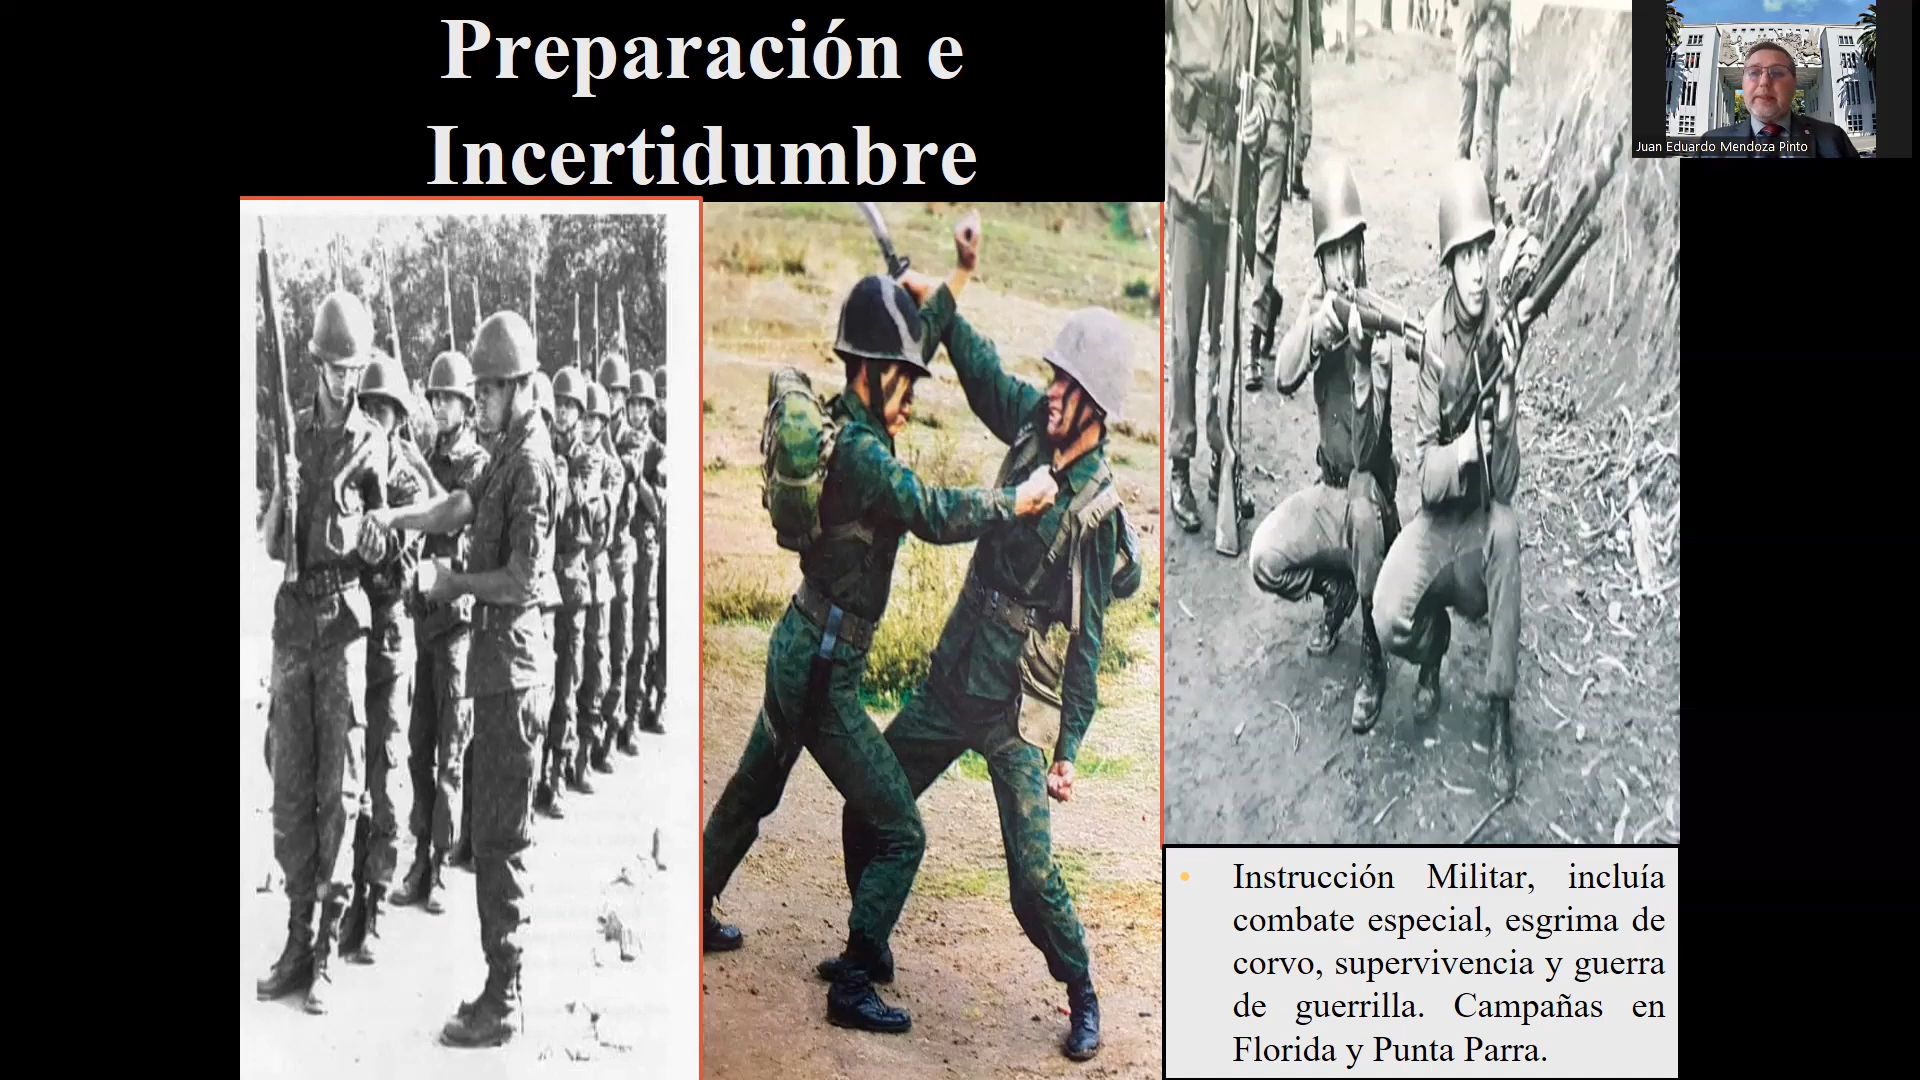 Preparación e
Incertidumbre
Juan Eduardo Mendoza Pinto
Instrucción Militar, incluía
combate especial, esgrima de
corvo, supervivencia y guerra
de guerrilla. Campañas en
Florida y Punta Parra.